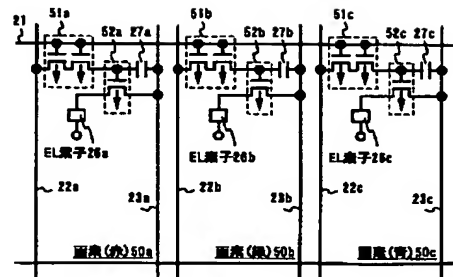 21 51a 52a 27a 51b 52b 27b 51c 52c 27c
EL素子26a EL素子26b EL素子26c
22a 23a 22b 23b 22c 23c
画素(赤)50a 画素(緑)50b 画素(青)50c